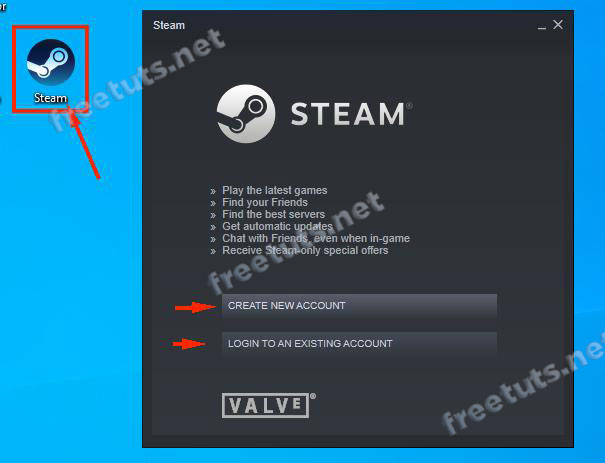 or
Steam
Steam
STEAM®
» Play the latest games
» Find your Friends
» Find the best servers
» Get automatic updates
» Chat with Friends, even when in-game
» Receive Steam-only special offers
CREATE NEW ACCOUNT
LOGIN TO AN EXISTING ACCOUNT
VALVE®
freetuts.net
freetuts.net
freetuts.net